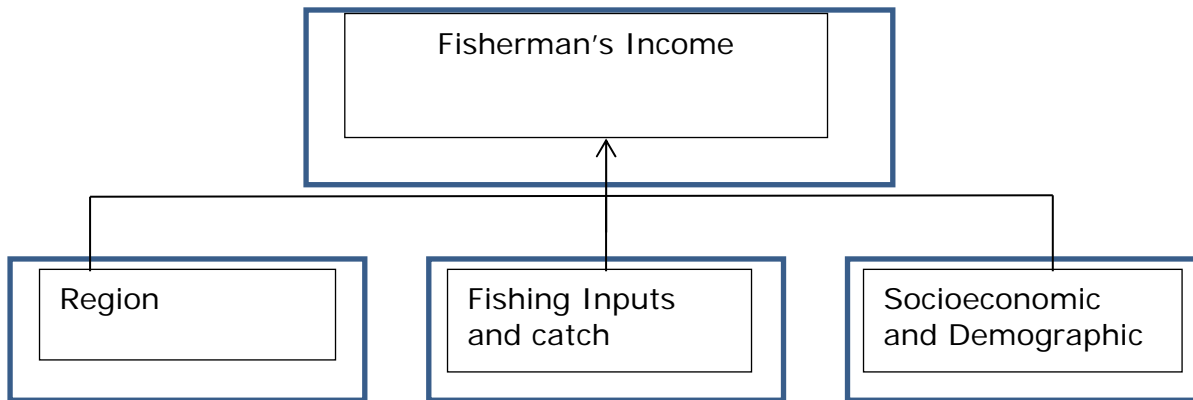 Fisherman's Income
Region
Fishing Inputs
and catch
Socioeconomic
and Demographic